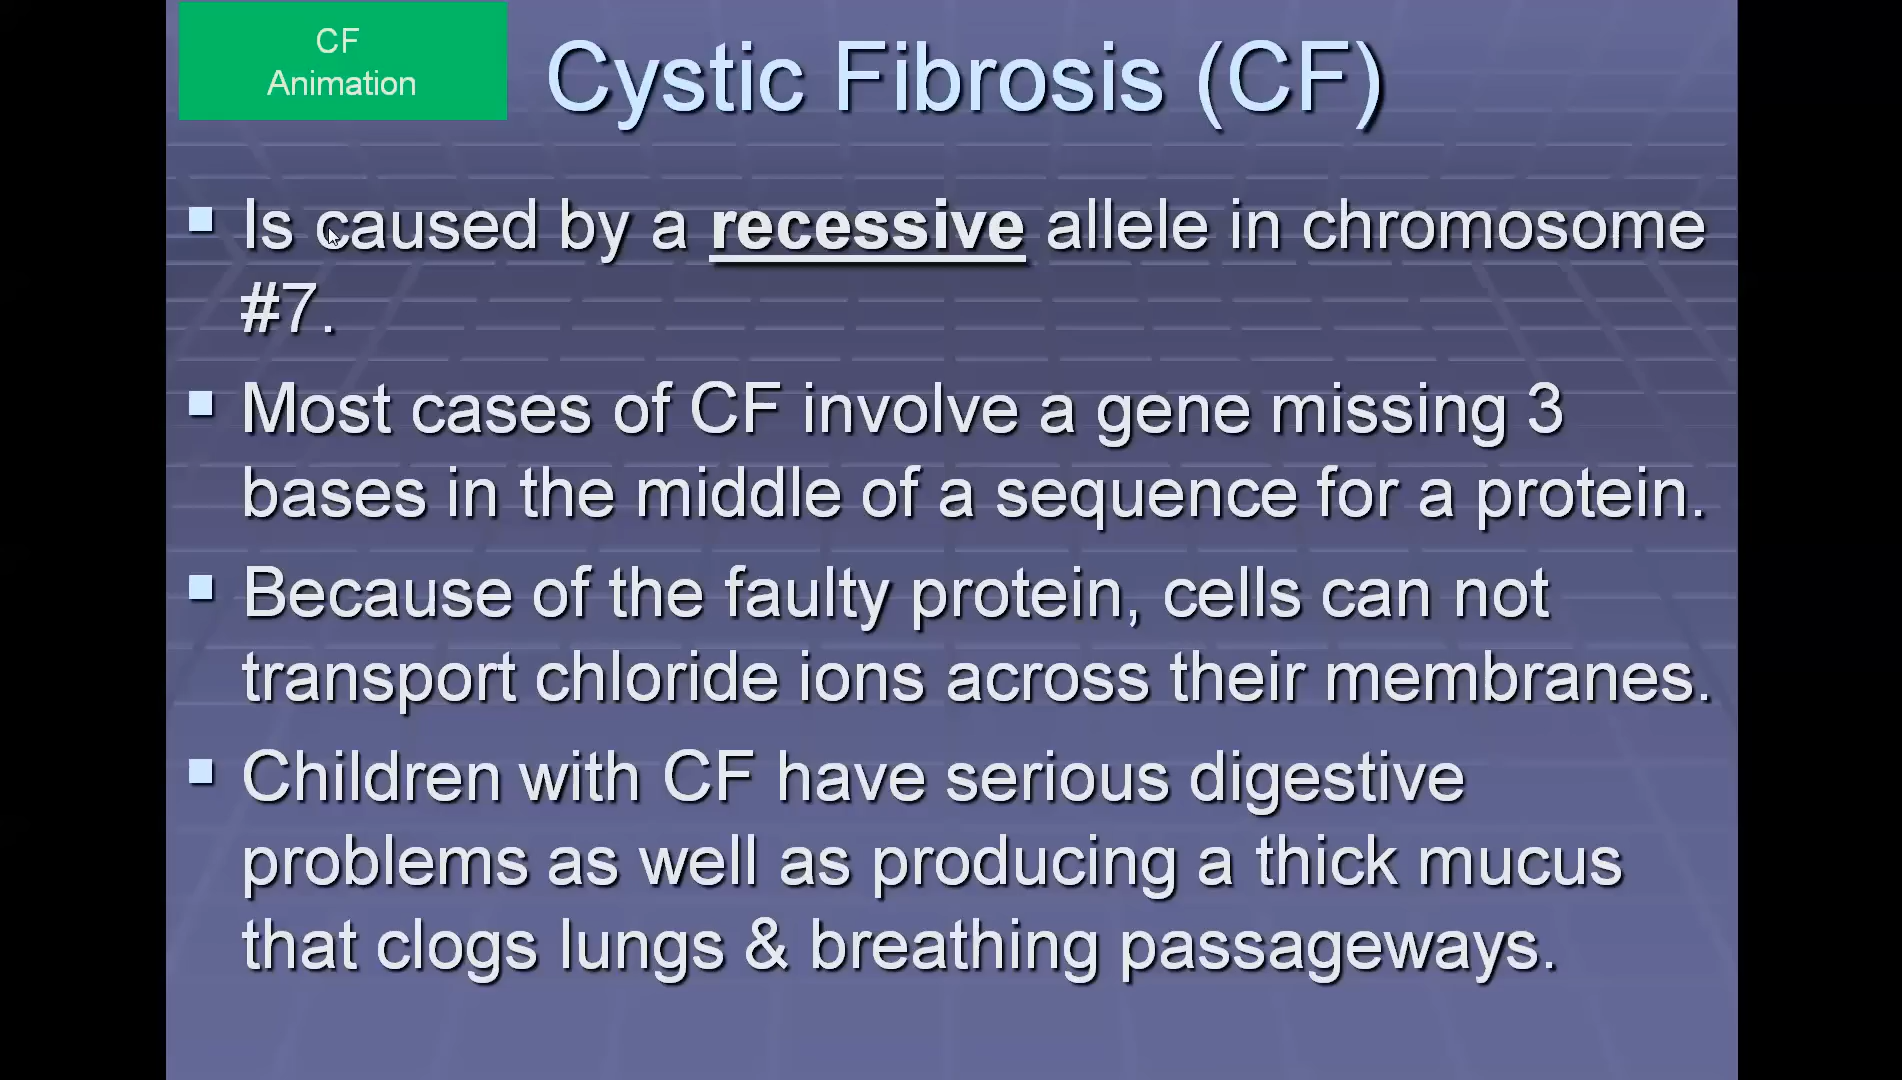 CF
Animation
Cystic Fibrosis (CF)
Is caused by a recessive allele in chromosome
#7.
Most cases of CF involve a gene missing 3
bases in the middle of a sequence for a protein.
Because of the faulty protein, cells can not
transport chloride ions across their membranes.
Children with CF have serious digestive
problems as well as producing a thick mucus
that clogs lungs & breathing passageways.